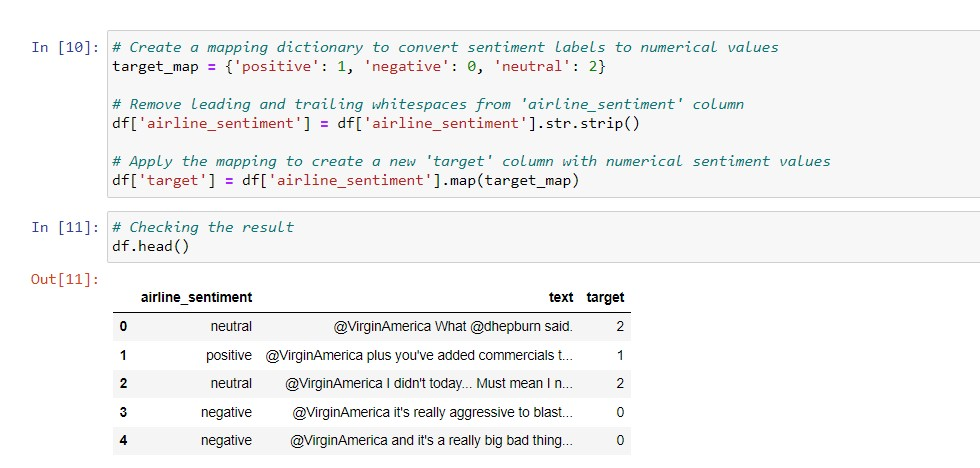 In [10]: # Create a mapping dictionary to convert sentiment labels to numerical values
target_map = {'positive': 1, 'negative': 0, 'neutral': 2}
# Remove leading and trailing whitespaces from 'airline_sentiment' column
df['airline_sentiment'] = df['airline_sentiment'].str.strip()
# Apply the mapping to create a new 'target' column with numerical sentiment values
df['target'] = df['airline_sentiment'].map(target_map)
In [11]: # Checking the result
df.head()
Out[11]:
airline_sentiment text target
0 neutral @VirginAmerica What @dhepburn said. 2
1 positive @VirginAmerica plus you've added commercials t... 1
2 neutral @VirginAmerica I didn't today... Must mean I n... 2
3 negative @VirginAmerica it's really aggressive to blast... 0
4 negative @VirginAmerica and it's a really big bad thing... 0